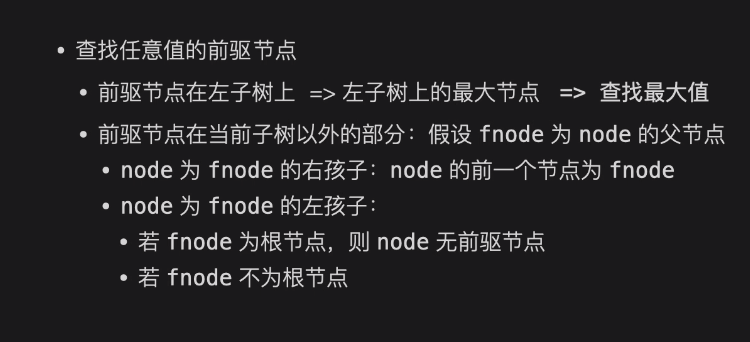 • 查找任意值的前驱节点
• 前驱节点在左子树上 => 左子树上的最大节点 => 查找最大值
• 前驱节点在当前子树以外的部分：假设 fnode 为 node 的父节点
• node 为 fnode 的右孩子：node 的前一个节点为 fnode
• node 为 fnode 的左孩子：
• 若 fnode 为根节点，则 node 无前驱节点
• 若 fnode 不为根节点